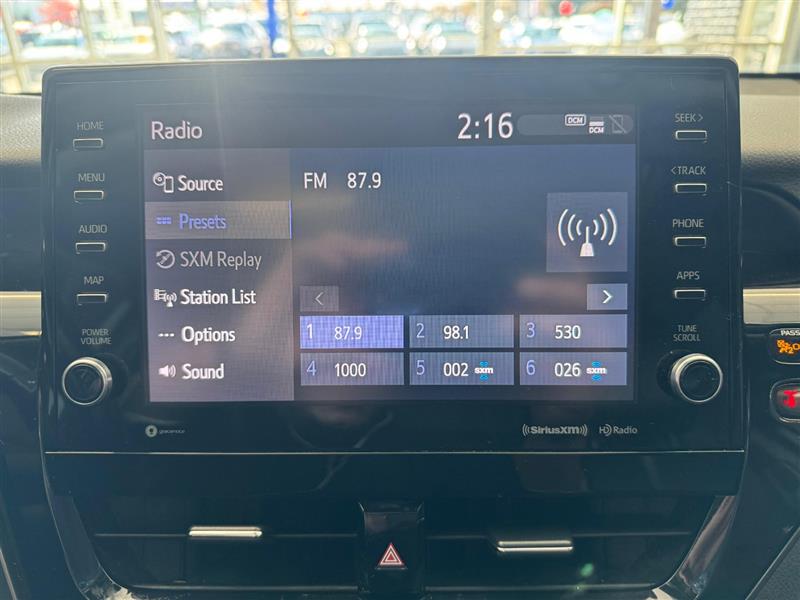 HOME
MENU
AUDIO
MAP
POWER
VOLUME
Radio 2:16 DCM
DCM
Source
Presets
SXM Replay
Station List
Options
Sound
FM 87.9
1 87.9 2 98.1 3 530
4 1000 5 002 sxm 6 026 sxm
SEEK >
< TRACK
PHONE
APPS
TUNE
SCROLL
gracenote
((SiriusXM)) HD Radio
PASS